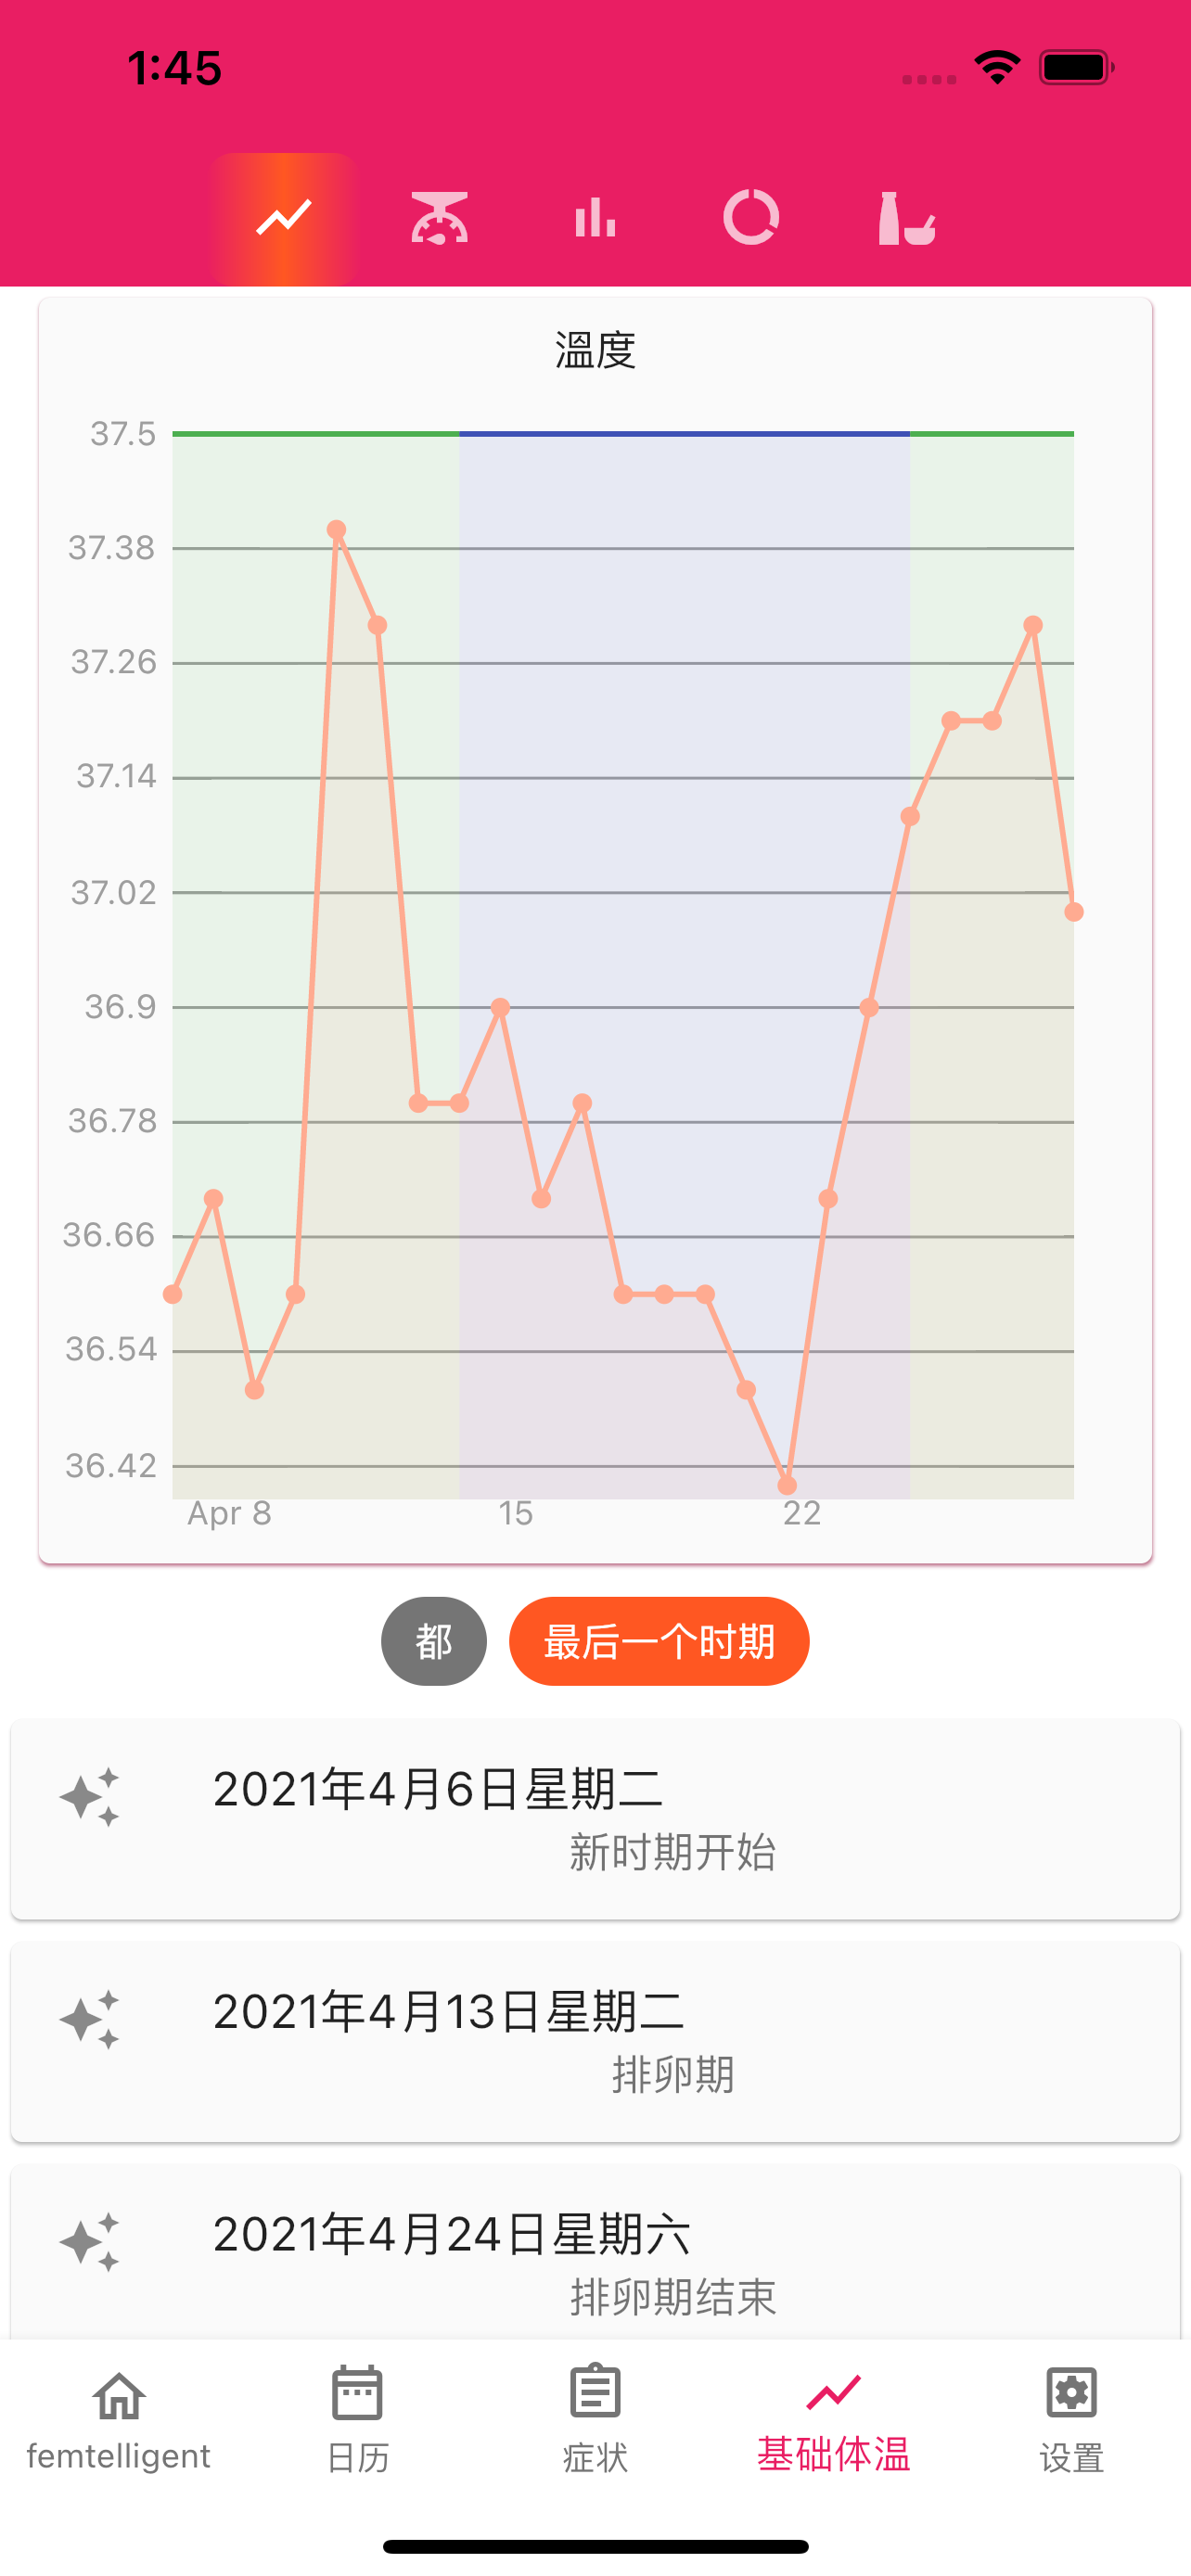 1:45
溫度
37.5
37.38
37.26
37.14
37.02
36.9
36.78
36.66
36.54
36.42
Apr 8 15 22
都 最后一个时期
2021年4月6日星期二
新时期开始
2021年4月13日星期二
排卵期
2021年4月24日星期六
排卵期结束
femtelligent 日历 症状 基础体温 设置